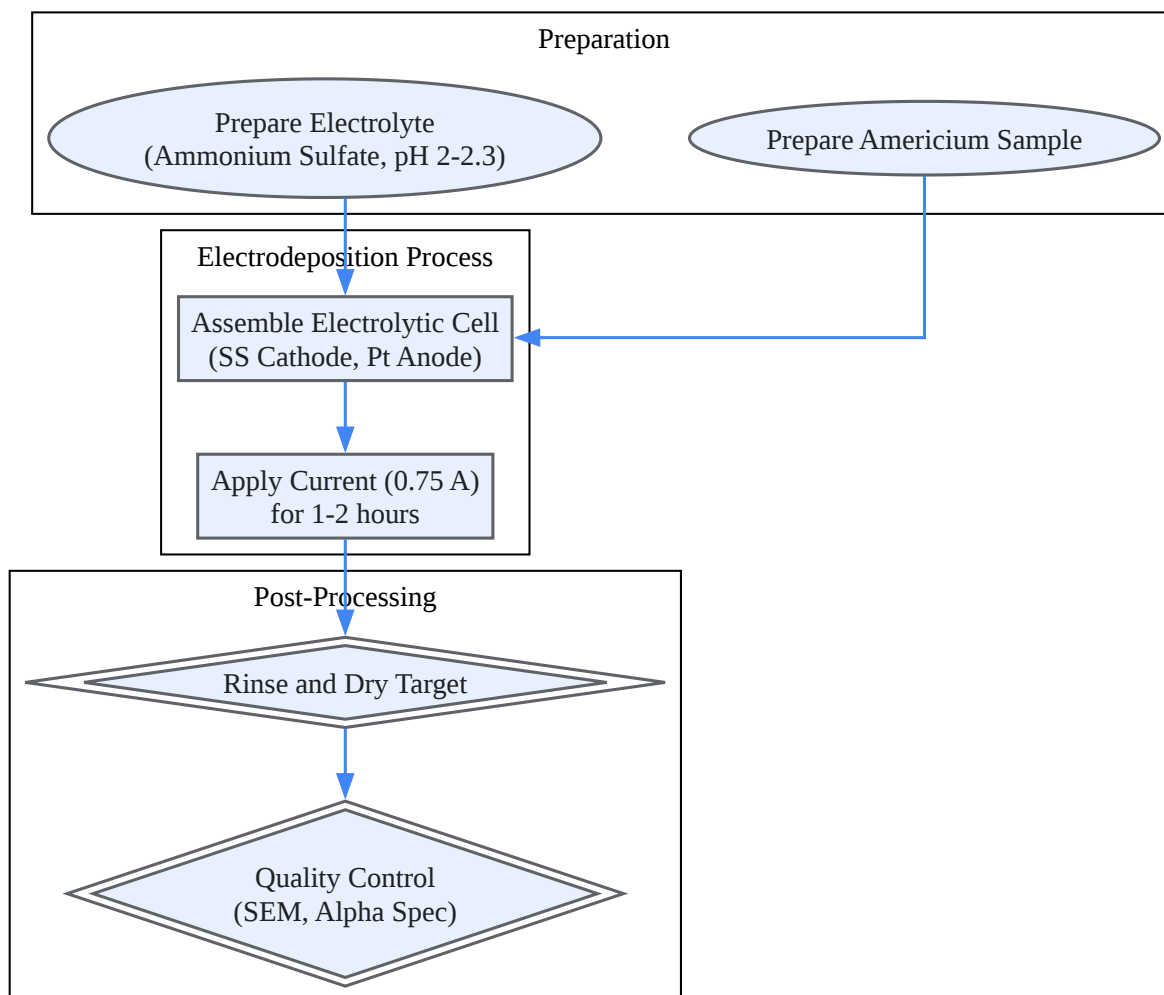 Preparation
Prepare Electrolyte
(Ammonium Sulfate, pH 2-2.3)
Prepare Americium Sample
Electrodeposition Process
Assemble Electrolytic Cell
(SS Cathode, Pt Anode)
Apply Current (0.75 A)
for 1-2 hours
Post-Processing
Rinse and Dry Target
Quality Control
(SEM, Alpha Spec)